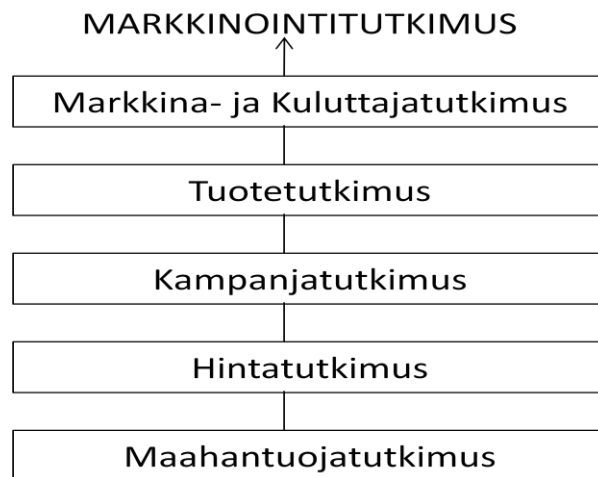 MARKKINOINTITUTKIMUS
Markkina- ja Kuluttajatutkimus
Tuotetutkimus
Kampanjatutkimus
Hintatutkimus
Maahantuojatutkimus